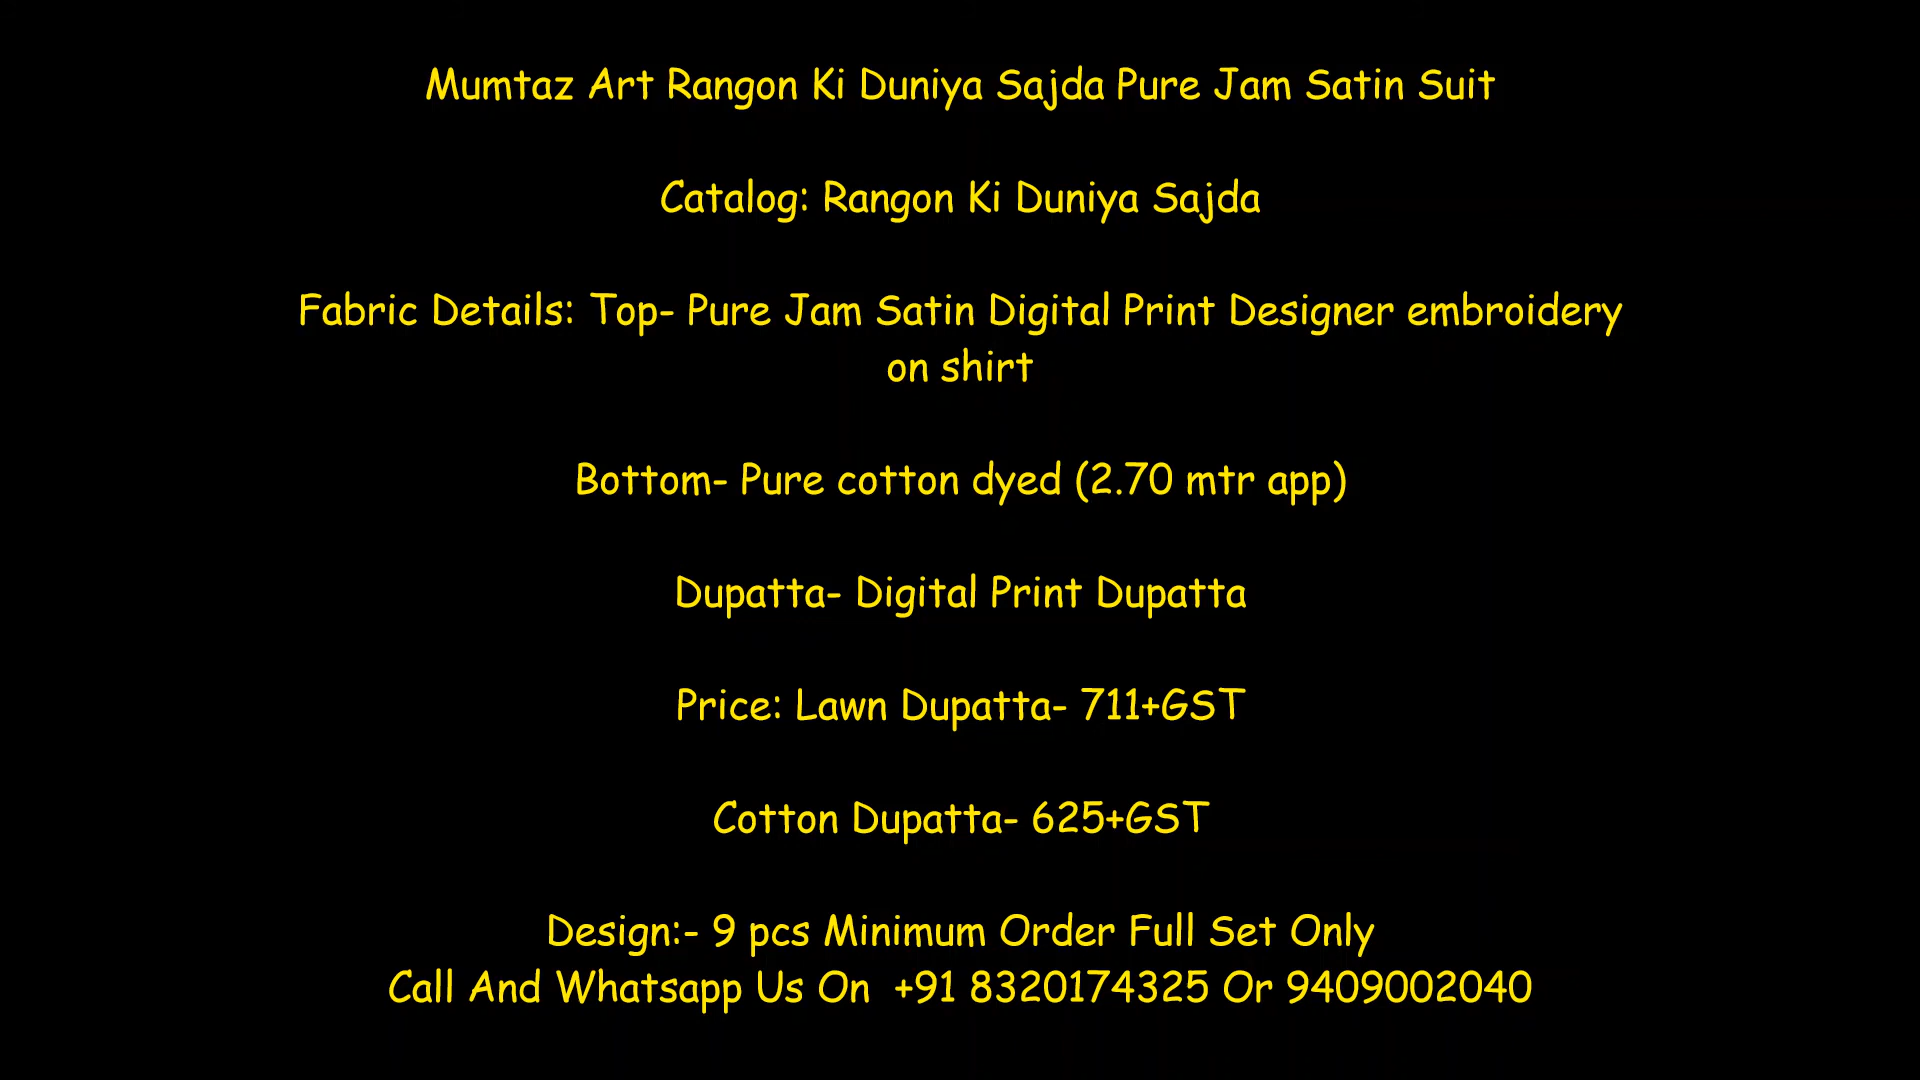 Mumtaz Art Rangon Ki Duniya Sajda Pure Jam Satin Suit
Catalog: Rangon Ki Duniya Sajda
Fabric Details: Top- Pure Jam Satin Digital Print Designer embroidery
on shirt
Bottom- Pure cotton dyed (2.70 mtr app)
Dupatta- Digital Print Dupatta
Price: Lawn Dupatta- 711+GST
Cotton Dupatta- 625+GST
Design:- 9 pcs Minimum Order Full Set Only
Call And Whatsapp Us On  +91 8320174325 Or 9409002040